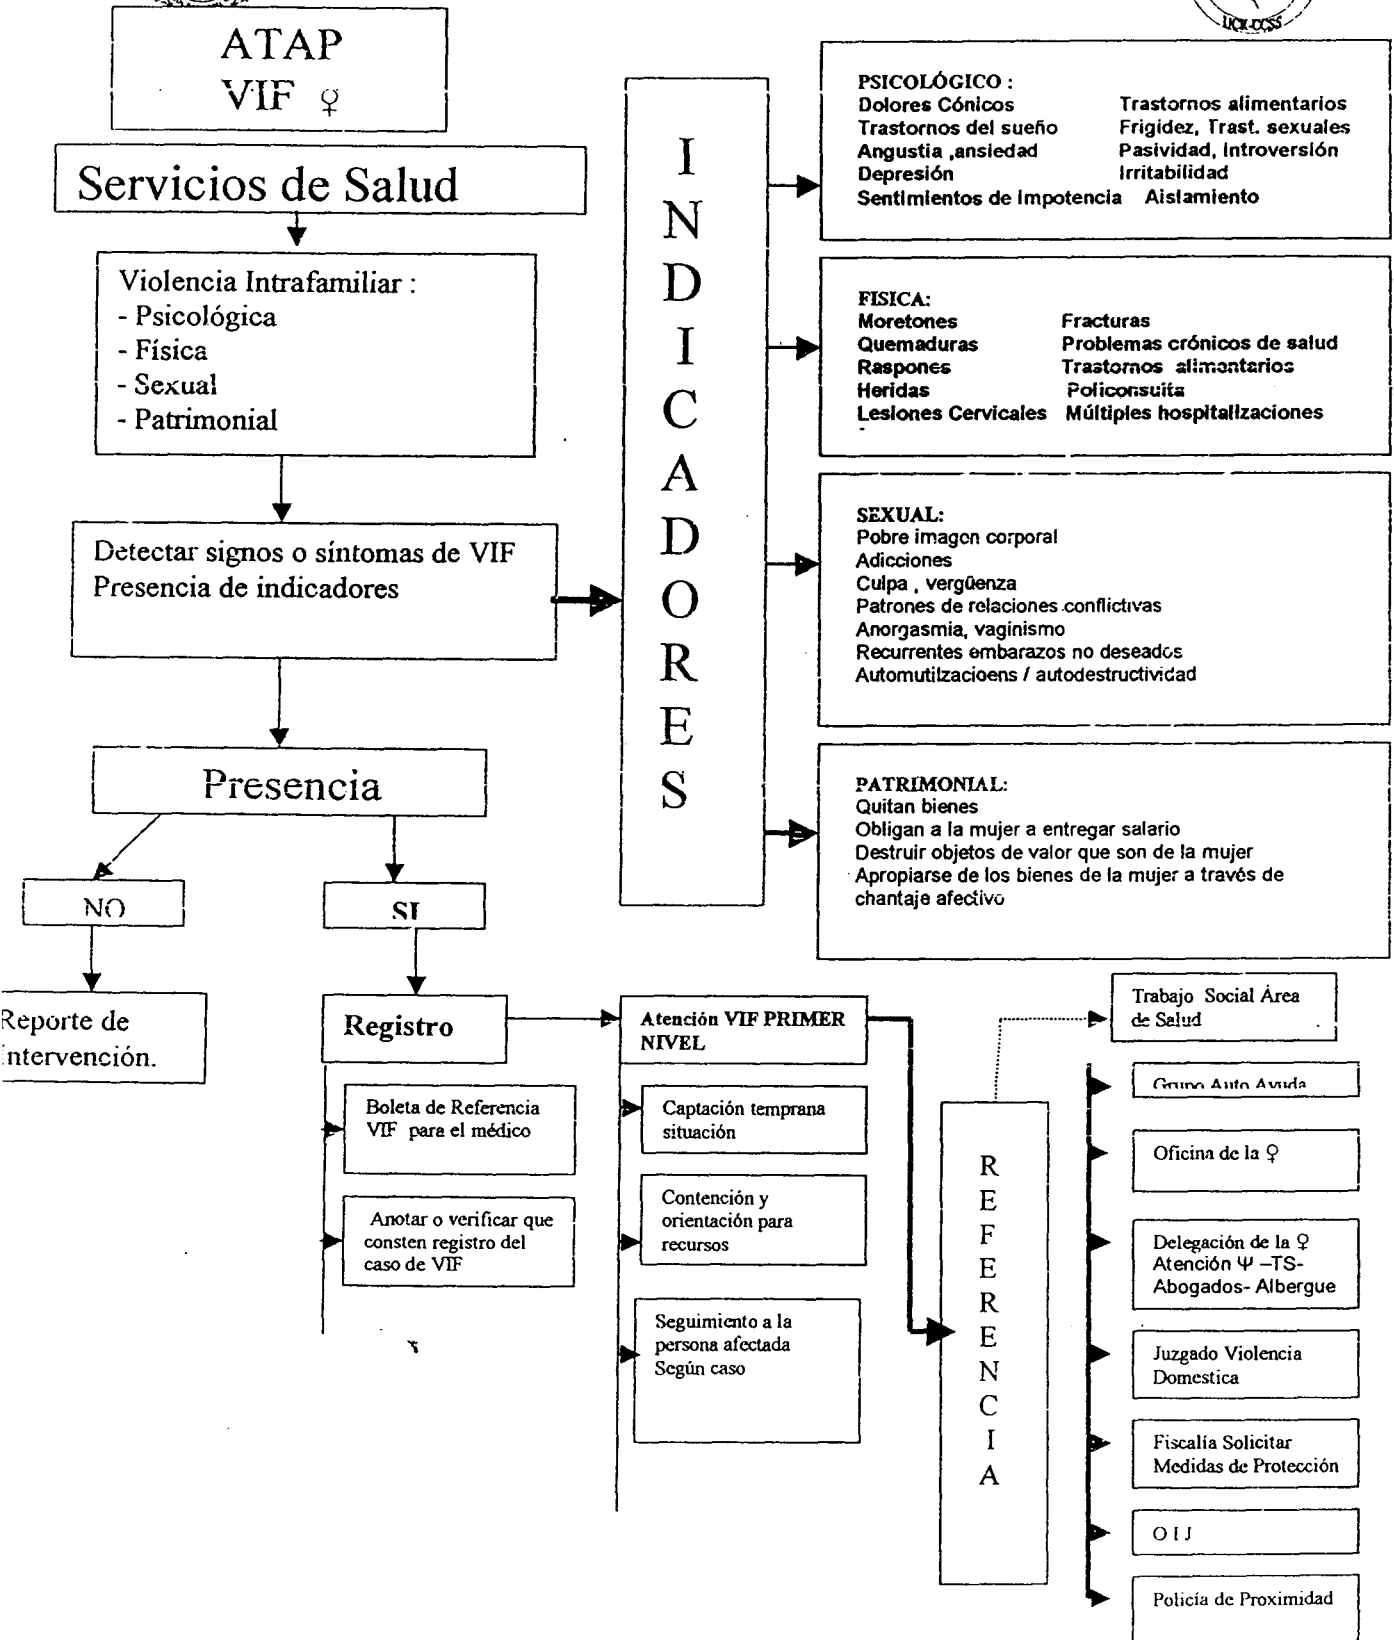 UCR-CCSS
ATAP
VIF ♀
Servicios de Salud
Violencia Intrafamiliar :
- Psicológica
- Física
- Sexual
- Patrimonial
Detectar signos o síntomas de VIF
Presencia de indicadores
Presencia
NO
SI
Reporte de
intervención.
I
N
D
I
C
A
D
O
R
E
S
PSICOLÓGICO :
Dolores Cónicos Trastornos alimentarios
Trastornos del sueño Frigidez, Trast. sexuales
Angustia ,ansiedad Pasividad, Introversión
Depresión Irritabilidad
Sentimientos de Impotencia Aislamiento
FISICA:
Moretones Fracturas
Quemaduras Problemas crónicos de salud
Raspones Trastornos alimentarios
Heridas Policonsulta
Lesiones Cervicales Múltiples hospitalizaciones
SEXUAL:
Pobre imagen corporal
Adicciones
Culpa , vergüenza
Patrones de relaciones conflictivas
Anorgasmia, vaginismo
Recurrentes embarazos no deseados
Automutilzacioens / autodestructividad
PATRIMONIAL:
Quitan bienes
Obligan a la mujer a entregar salario
Destruir objetos de valor que son de la mujer
Apropiarse de los bienes de la mujer a través de
chantaje afectivo
Registro
Boleta de Referencia
VIF para el médico
Anotar o verificar que
consten registro del
caso de VIF
Atención VIF PRIMER
NIVEL
Captación temprana
situación
Contención y
orientación para
recursos
Seguimiento a la
persona afectada
Según caso
R
E
F
E
R
E
N
C
I
A
Trabajo Social Área
de Salud
Grupo Auto Ayuda
Oficina de la ♀
Delegación de la ♀
Atención Ψ –TS-
Abogados- Albergue
Juzgado Violencia
Domestica
Fiscalía Solicitar
Medidas de Protección
O I J
Policía de Proximidad